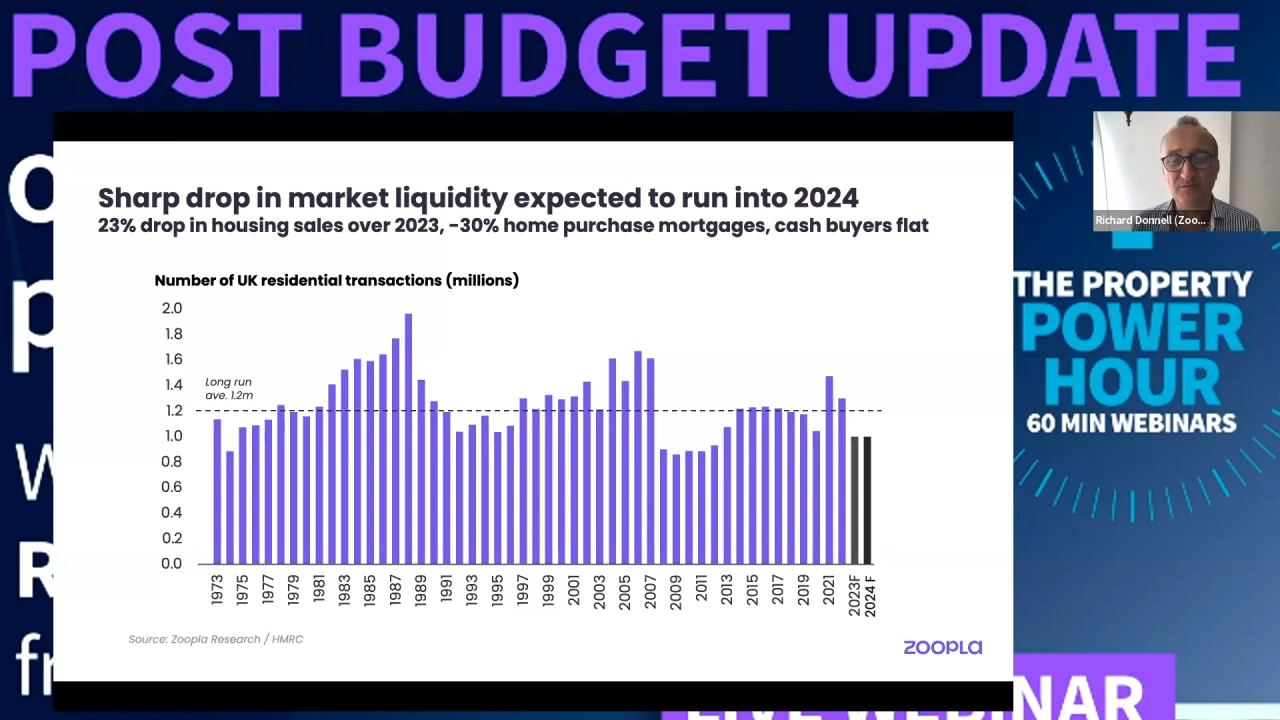 POST BUDGET UPDATE
Sharp drop in market liquidity expected to run into 2024
23% drop in housing sales over 2023, -30% home purchase mortgages, cash buyers flat
Number of UK residential transactions (millions)
2.0
1.8
1.6
1.4
1.2
1.0
0.8
0.6
0.4
0.2
0.0
Long run
ave. 1.2m
1973
1975
1977
1979
1981
1983
1985
1987
1989
1991
1993
1995
1997
1999
2001
2003
2005
2007
2009
2011
2013
2015
2017
2019
2021
2023F
2024 F
Source: Zoopla Research / HMRC
ZOOPLA
Richard Donnell (Zoo...
THE PROPERTY
POWER
HOUR
60 MIN WEBINARS